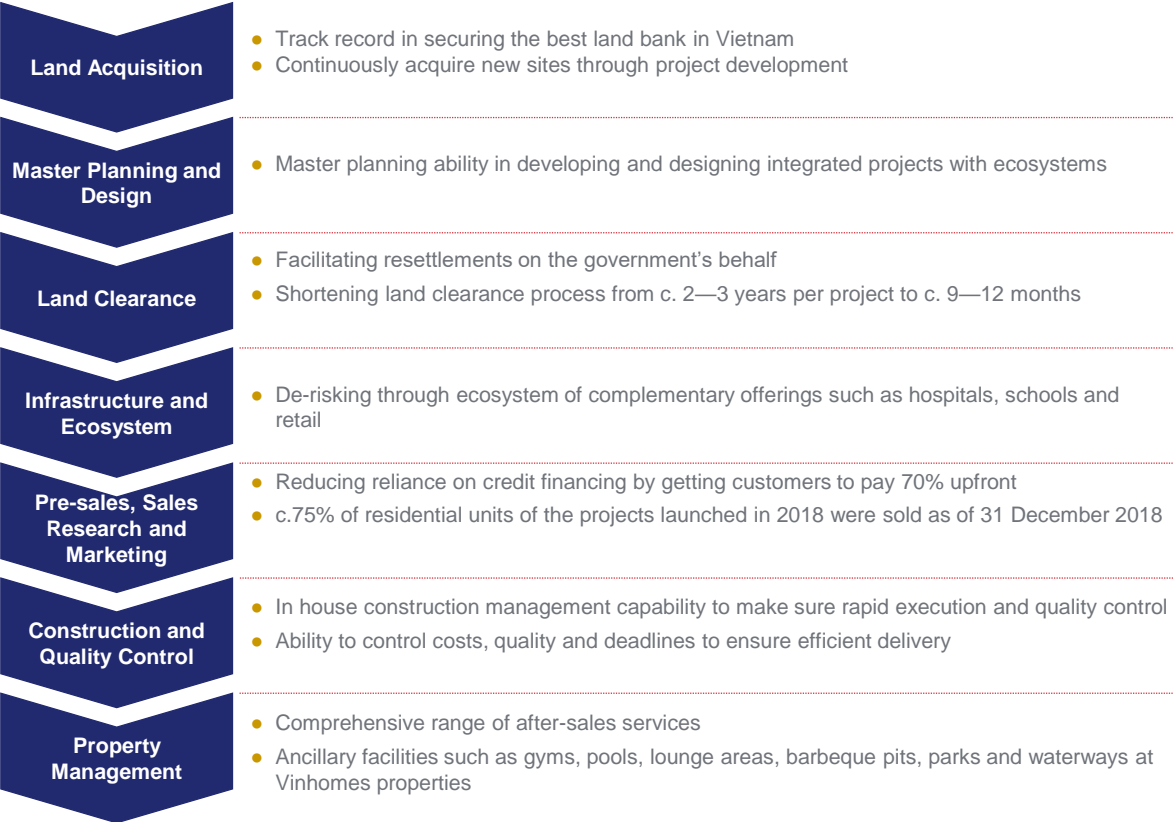 Land Acquisition
● Track record in securing the best land bank in Vietnam
● Continuously acquire new sites through project development
Master Planning and
Design
● Master planning ability in developing and designing integrated projects with ecosystems
Land Clearance
● Facilitating resettlements on the government’s behalf
● Shortening land clearance process from c. 2—3 years per project to c. 9—12 months
Infrastructure and
Ecosystem
● De-risking through ecosystem of complementary offerings such as hospitals, schools and
retail
Pre-sales, Sales
Research and
Marketing
● Reducing reliance on credit financing by getting customers to pay 70% upfront
● c.75% of residential units of the projects launched in 2018 were sold as of 31 December 2018
Construction and
Quality Control
● In house construction management capability to make sure rapid execution and quality control
● Ability to control costs, quality and deadlines to ensure efficient delivery
Property
Management
● Comprehensive range of after-sales services
● Ancillary facilities such as gyms, pools, lounge areas, barbeque pits, parks and waterways at
Vinhomes properties